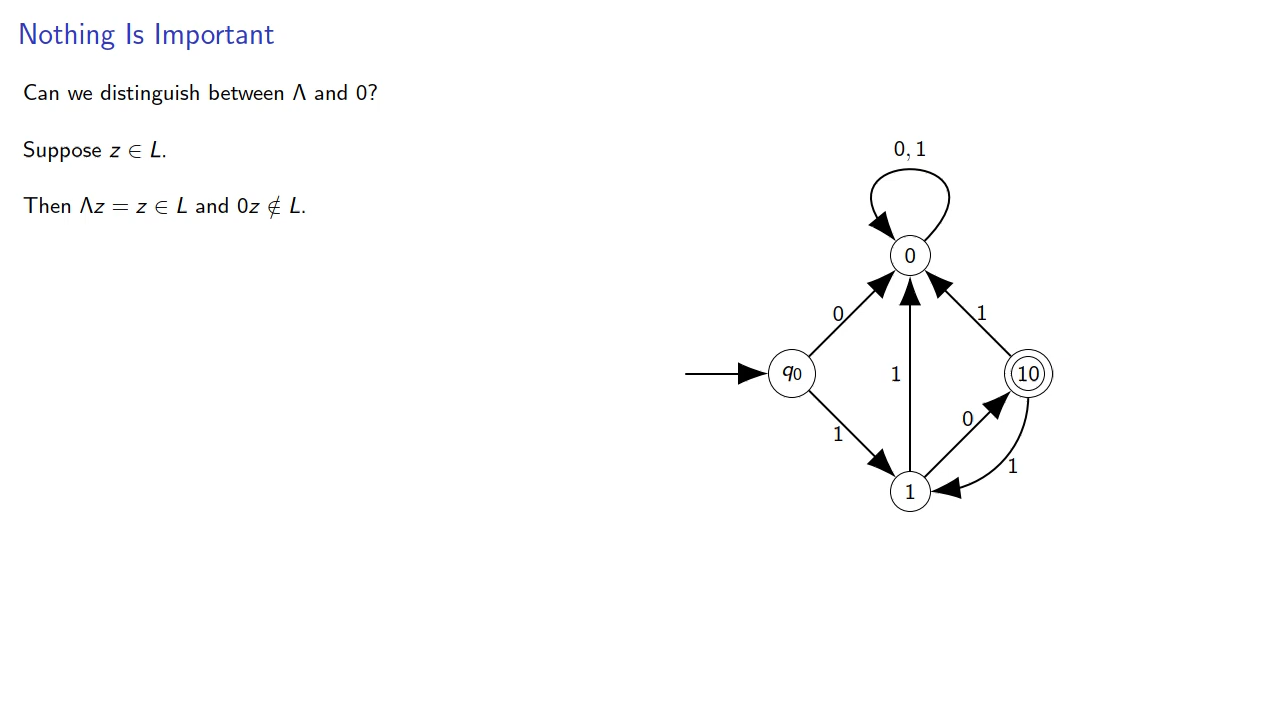 Nothing Is Important
Can we distinguish between Λ and 0?
Suppose z ∈ L.
Then Λz = z ∈ L and 0z ∉ L.
0, 1
0
0
1
q0
1
10
0
1
1
1